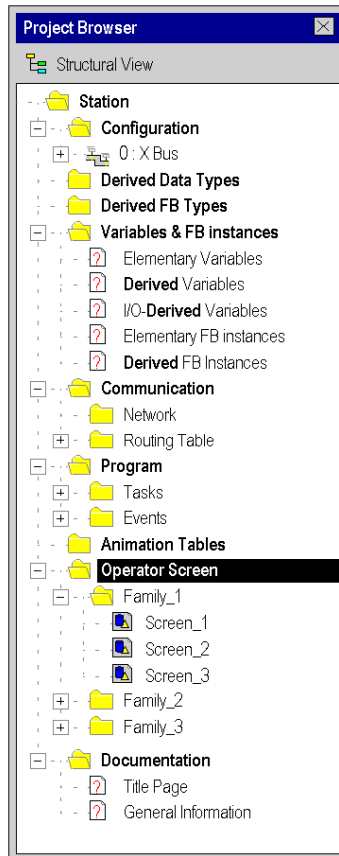 Project Browser
Structural View
Station
Configuration
0 : X Bus
Derived Data Types
Derived FB Types
Variables & FB instances
Elementary Variables
Derived Variables
I/O-Derived Variables
Elementary FB instances
Derived FB Instances
Communication
Network
Routing Table
Program
Tasks
Events
Animation Tables
Operator Screen
Family_1
Screen_1
Screen_2
Screen_3
Family_2
Family_3
Documentation
Title Page
General Information